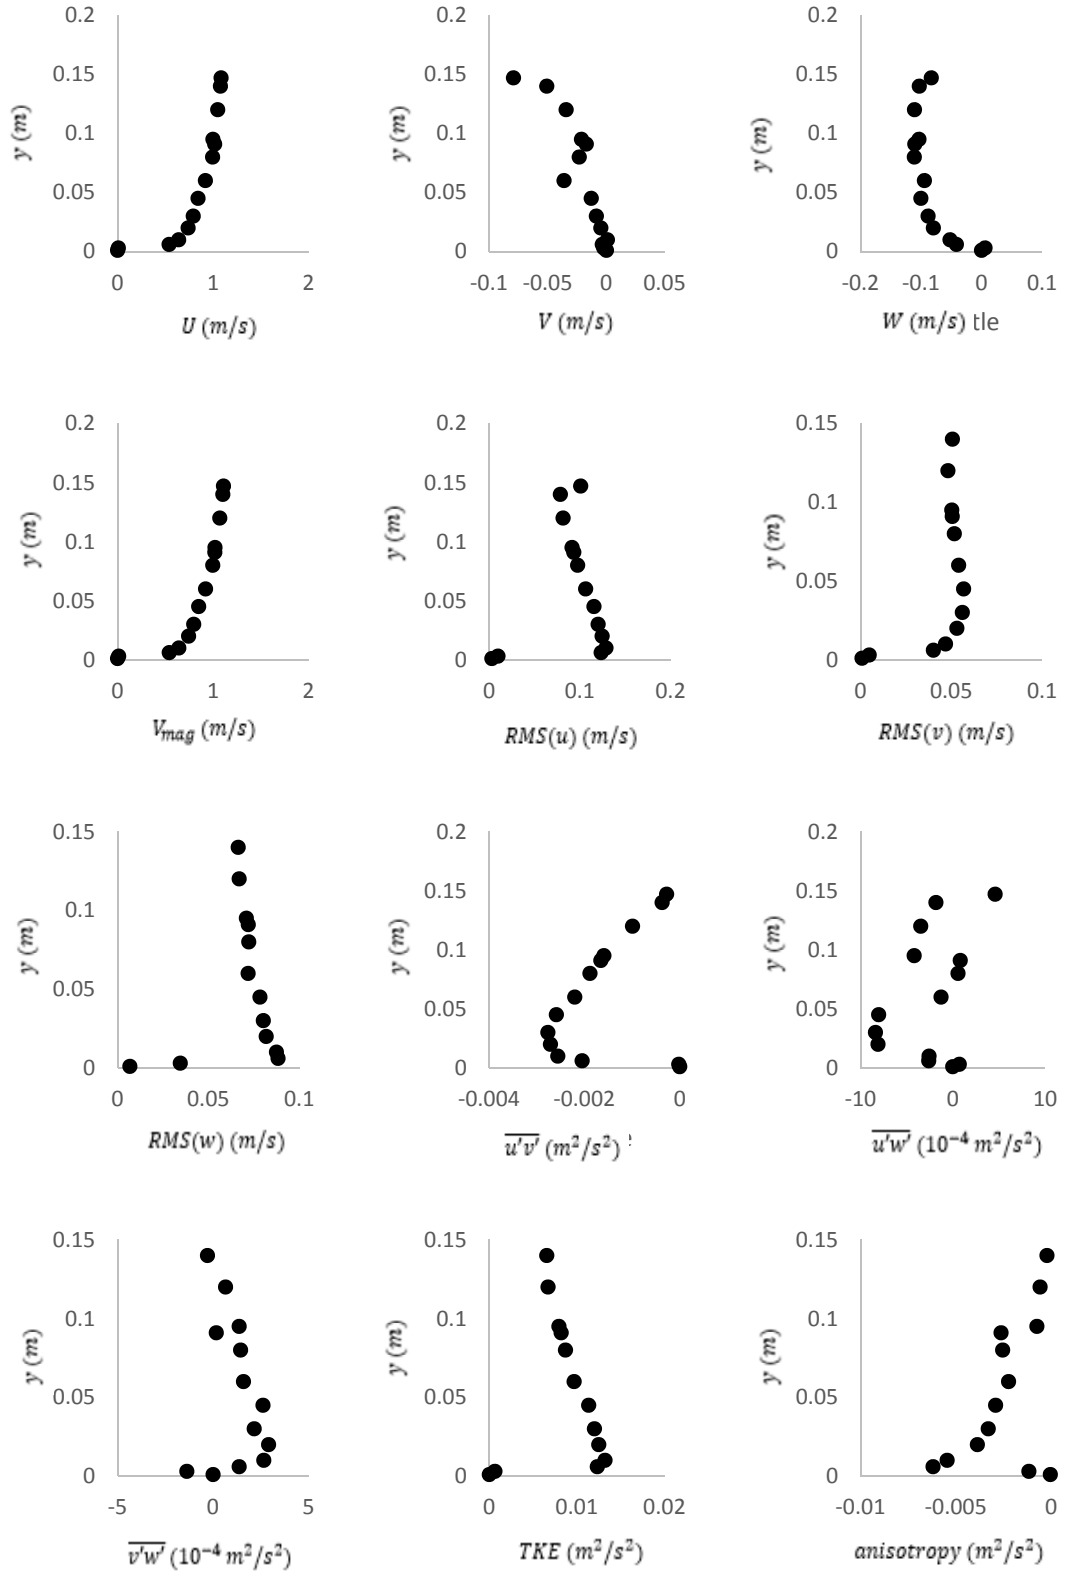 0.2 0.2 0.2
0.15 0.15 0.15
y (m) y (m) y (m)
0.1 0.1 0.1
0.05 0.05 0.05
0 0 0
0 1 2 -0.1 -0.05 0 0.05 -0.2 -0.1 0 0.1
U (m/s) V (m/s) W (m/s) tle
0.2 0.2 0.15
0.15 0.15
y (m) y (m) y (m)
0.1
0.1 0.1
0.05
0.05 0.05
0 0 0
0 1 2 0 0.1 0.2 0 0.05 0.1
V_mag (m/s) RMS(u) (m/s) RMS(v) (m/s)
0.15 0.2 0.2
0.15 0.15
0.1
y (m) y (m) y (m)
0.1 0.1
0.05
0.05 0.05
0 0 0
0 0.05 0.1 -0.004 -0.002 0 -10 0 10
RMS(w) (m/s) u′v′ (m²/s²) u′w′ (10⁻⁴ m²/s²)
0.15 0.15 0.15
0.1 0.1 0.1
y (m) y (m) y (m)
0.05 0.05 0.05
0 0 0
-5 0 5 0 0.01 0.02 -0.01 -0.005 0
v′w′ (10⁻⁴ m²/s²) TKE (m²/s²) anisotropy (m²/s²)